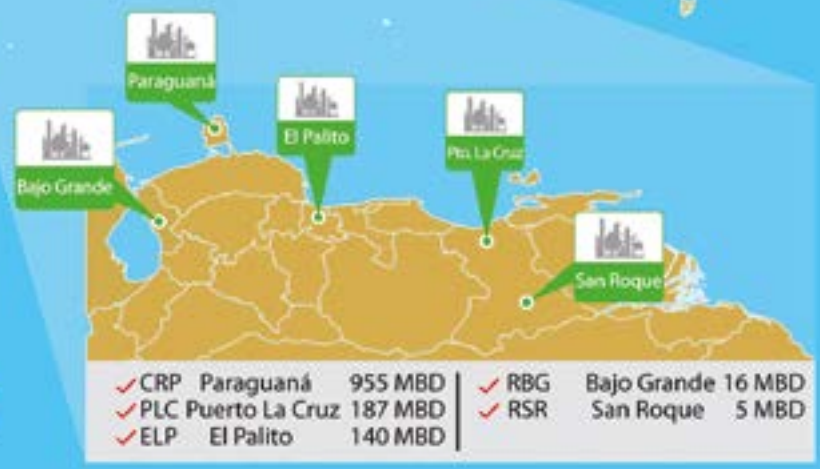 Paraguaná
El Palito
Pto. La Cruz
Bajo Grande
San Roque
CRP Paraguaná 955 MBD
PLC Puerto La Cruz 187 MBD
ELP El Palito 140 MBD
RBG Bajo Grande 16 MBD
RSR San Roque 5 MBD